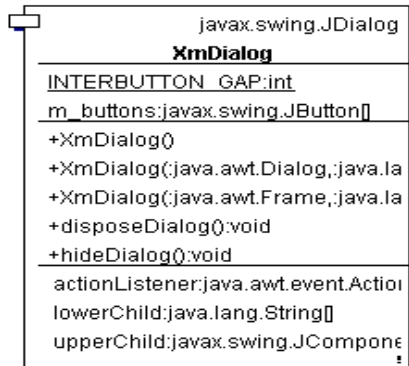 javax.swing.JDialog
XmDialog
INTERBUTTON_GAP:int
m_buttons:javax.swing.JButton[]
+XmDialog()
+XmDialog(:java.awt.Dialog,:java.la
+XmDialog(:java.awt.Frame,:java.la
+disposeDialog():void
+hideDialog():void
actionListener:java.awt.event.Action
lowerChild:java.lang.String[]
upperChild:javax.swing.JCompone